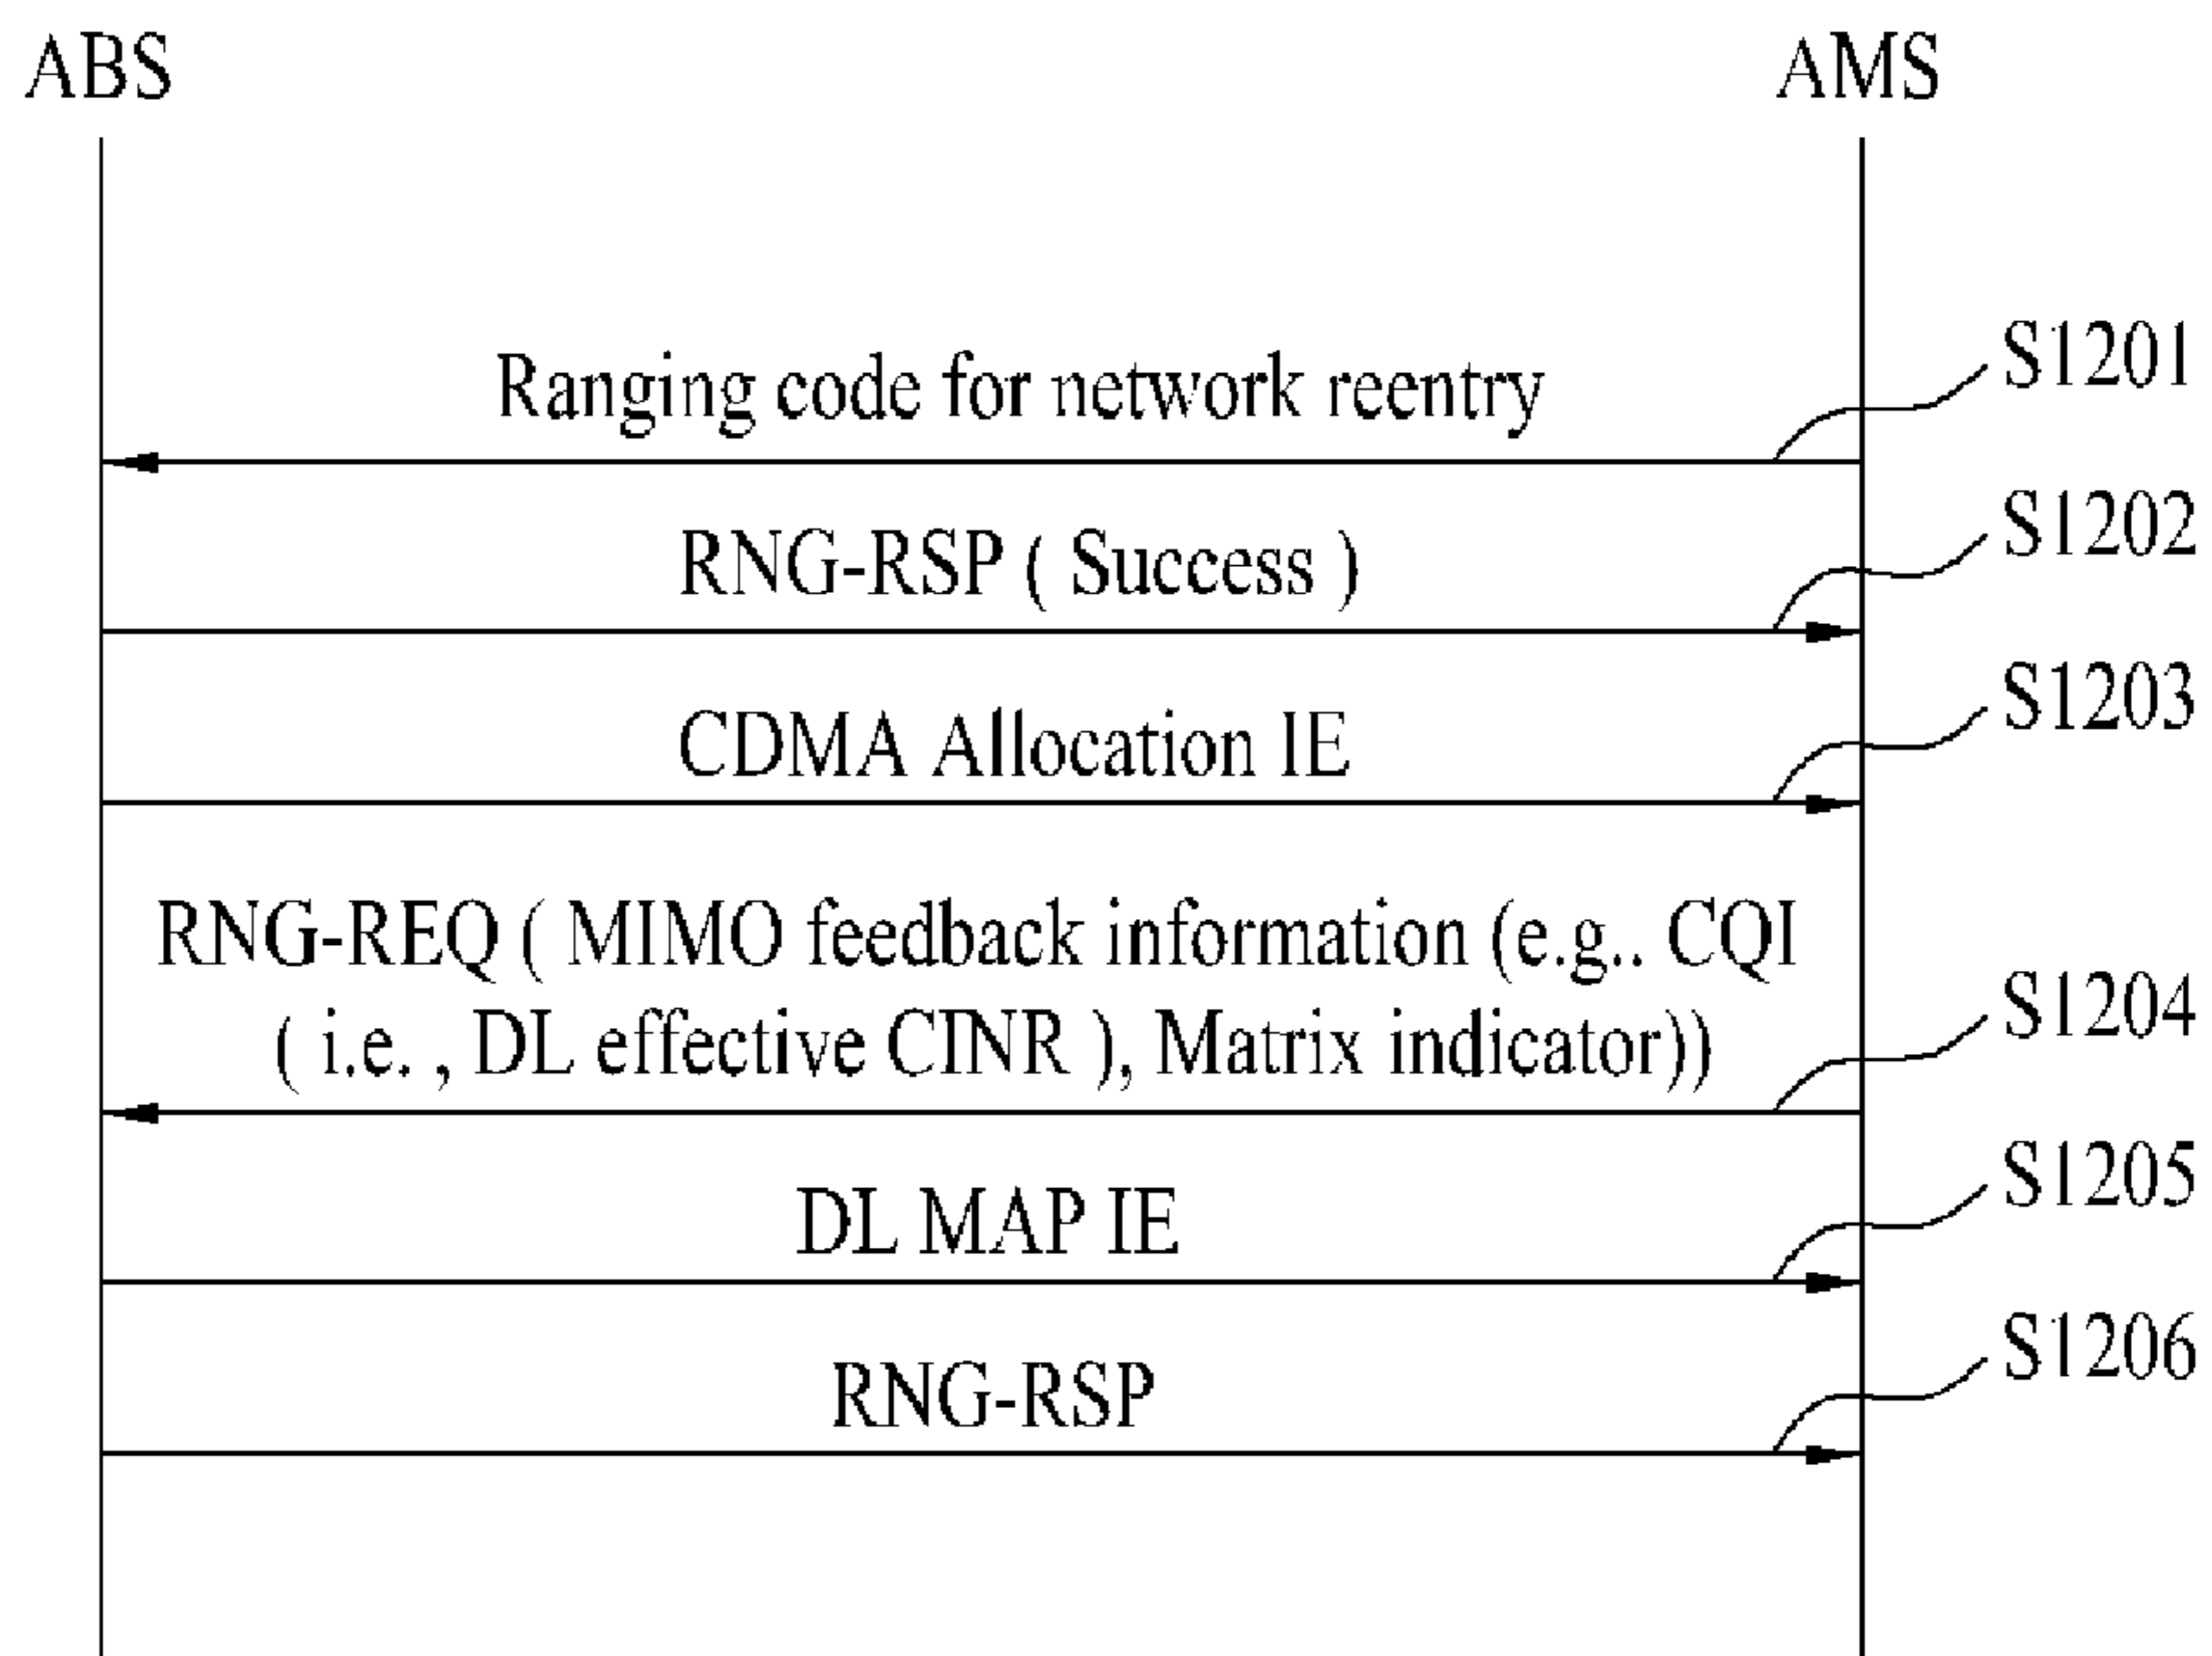 ABS
AMS
Ranging code for network reentry
S1201
RNG-RSP ( Success )
S1202
CDMA Allocation IE
S1203
RNG-REQ ( MIMO feedback information (e.g.. CQI
( i.e. , DL effective CINR ), Matrix indicator))
S1204
DL MAP IE
S1205
RNG-RSP
S1206